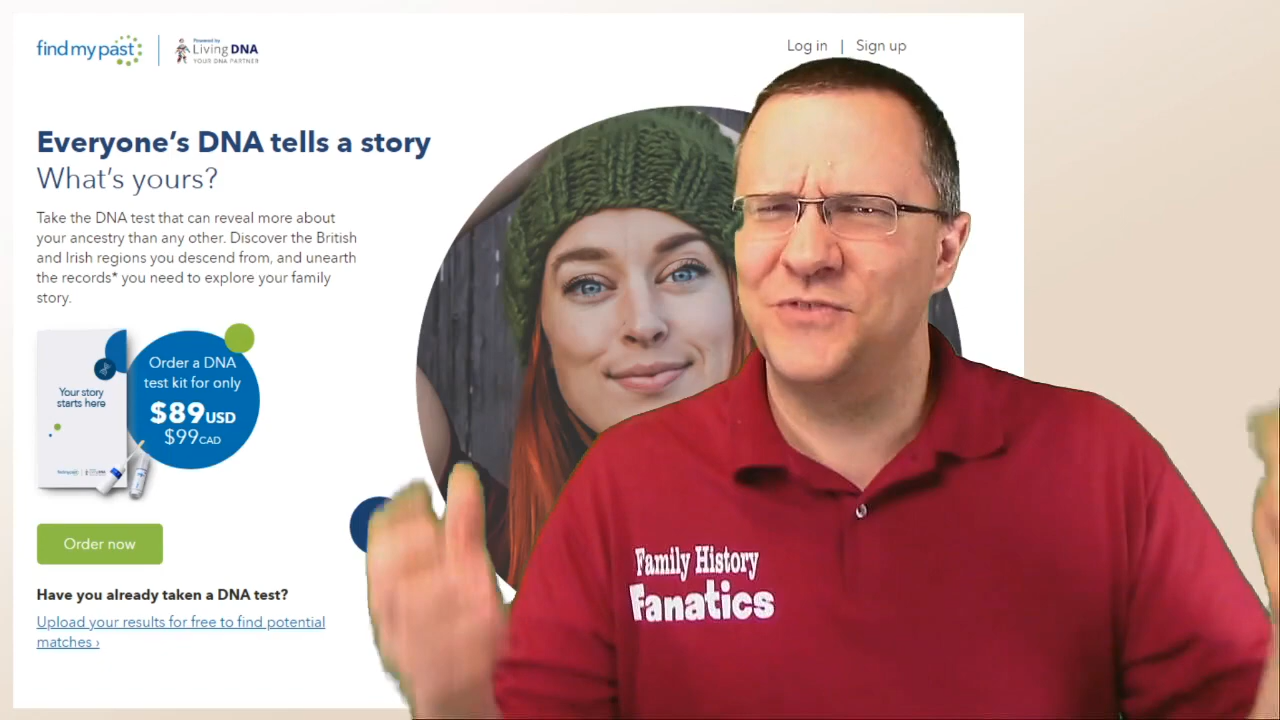 findmypast
Powered by
Living DNA
YOUR DNA PARTNER
Log in | Sign up
Everyone's DNA tells a story
What's yours?
Take the DNA test that can reveal more about
your ancestry than any other. Discover the British
and Irish regions you descend from, and unearth
the records* you need to explore your family
story.
Your story
starts here
Order a DNA
test kit for only
$89USD
$99CAD
Order now
Have you already taken a DNA test?
Upload your results for free to find potential
matches ›
Family History
Fanatics